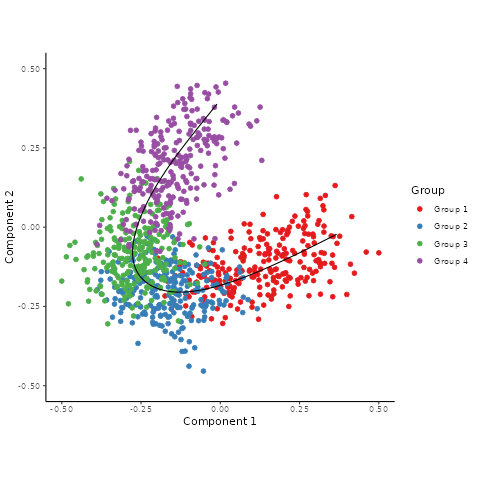 0.50
0.25
0.00
-0.25
-0.50
Component 2
-0.50
-0.25
0.00
0.25
0.50
Component 1
Group
Group 1
Group 2
Group 3
Group 4